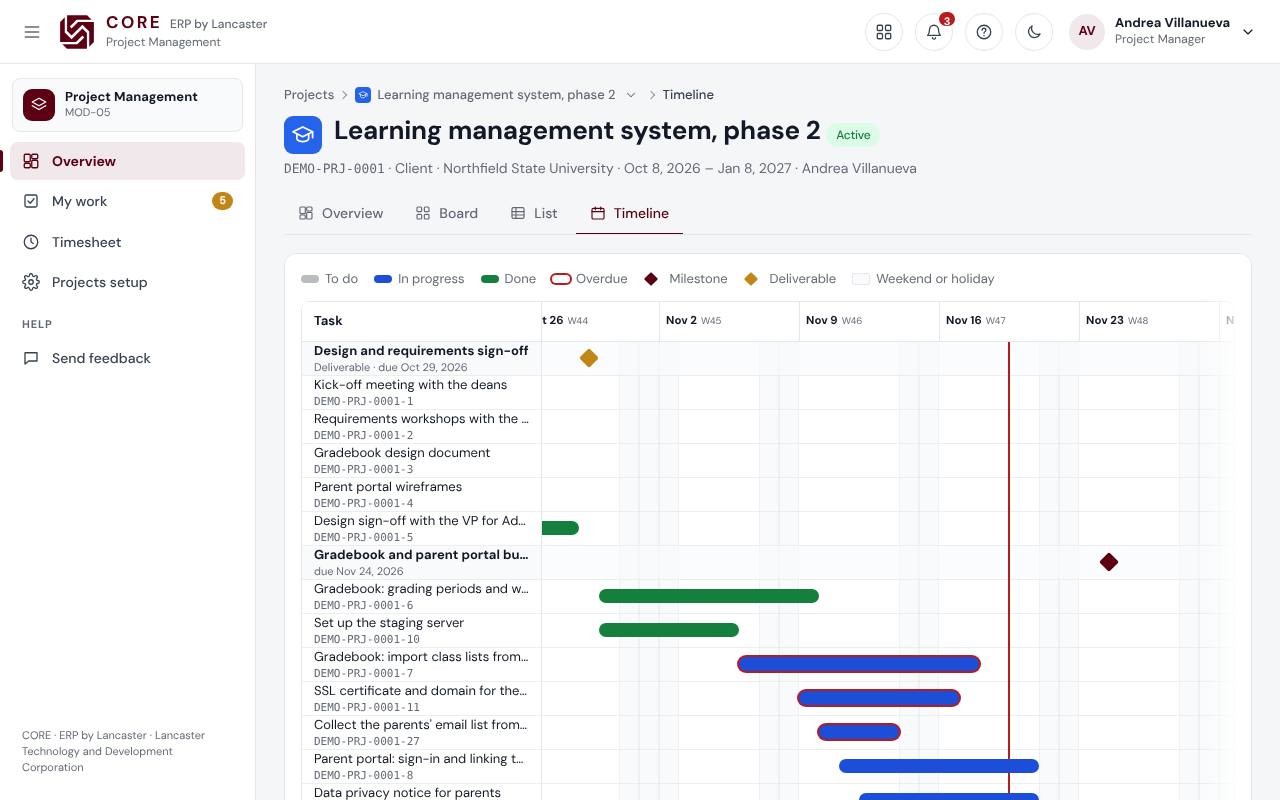 CORE ERP by Lancaster
Project Management
3
AV
Andrea Villanueva
Project Manager
Project Management
MOD-05
Overview
My work 5
Timesheet
Projects setup
HELP
Send feedback
CORE · ERP by Lancaster · Lancaster
Technology and Development
Corporation
Projects Learning management system, phase 2 Timeline
Learning management system, phase 2 Active
DEMO-PRJ-0001 · Client · Northfield State University · Oct 8, 2026 – Jan 8, 2027 · Andrea Villanueva
Overview Board List Timeline
To do In progress Done Overdue Milestone Deliverable Weekend or holiday
Task t 26 W44 Nov 2 W45 Nov 9 W46 Nov 16 W47 Nov 23 W48 N
Design and requirements sign-off
Deliverable · due Oct 29, 2026
Kick-off meeting with the deans
DEMO-PRJ-0001-1
Requirements workshops with the …
DEMO-PRJ-0001-2
Gradebook design document
DEMO-PRJ-0001-3
Parent portal wireframes
DEMO-PRJ-0001-4
Design sign-off with the VP for Ad…
DEMO-PRJ-0001-5
Gradebook and parent portal bu…
due Nov 24, 2026
Gradebook: grading periods and w…
DEMO-PRJ-0001-6
Set up the staging server
DEMO-PRJ-0001-10
Gradebook: import class lists from…
DEMO-PRJ-0001-7
SSL certificate and domain for the…
DEMO-PRJ-0001-11
Collect the parents' email list from…
DEMO-PRJ-0001-27
Parent portal: sign-in and linking t…
DEMO-PRJ-0001-8
Data privacy notice for parents